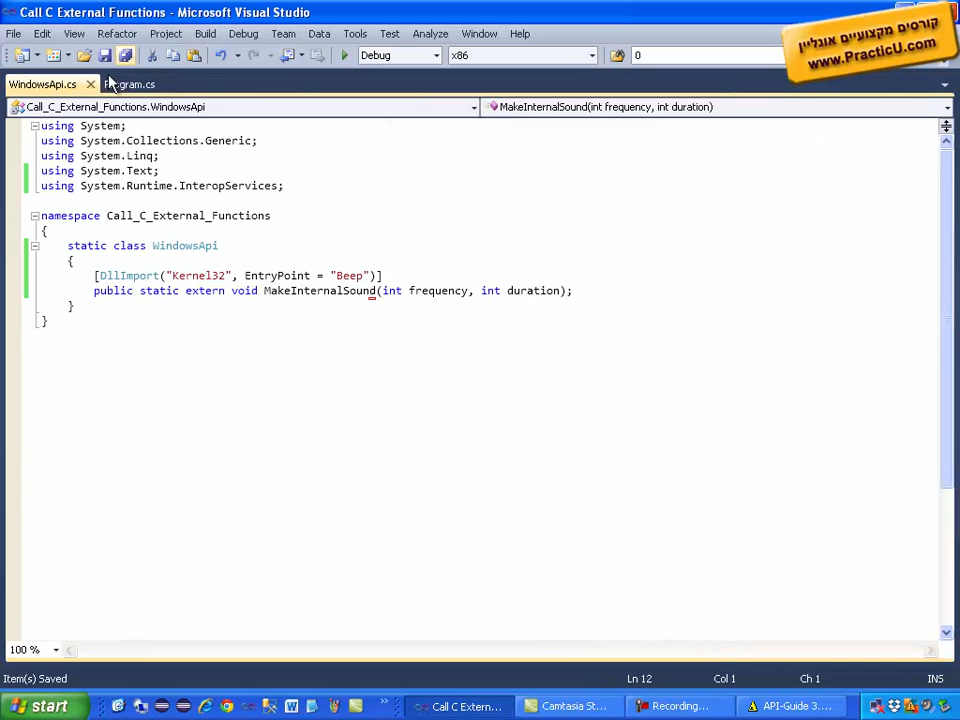 Call C External Functions - Microsoft Visual Studio
File Edit View Refactor Project Build Debug Team Data Tools Test Analyze Window Help
Debug x86 0
קורסים מקצועיים אונליין
www.PracticU.com
WindowsApi.cs Program.cs
Call_C_External_Functions.WindowsApi MakeInternalSound(int frequency, int duration)
using System;
using System.Collections.Generic;
using System.Linq;
using System.Text;
using System.Runtime.InteropServices;
namespace Call_C_External_Functions
{
static class WindowsApi
{
[DllImport("Kernel32", EntryPoint = "Beep")]
public static extern void MakeInternalSound(int frequency, int duration);
}
}
100 %
Item(s) Saved Ln 12 Col 1 Ch 1 INS
start Call C Extern... Camtasia St... Recording... API-Guide 3....